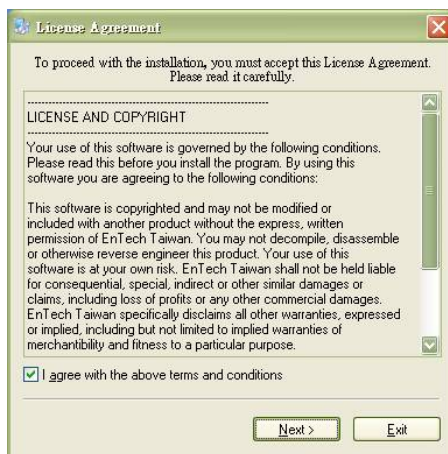 License Agreement
To proceed with the installation, you must accept this License Agreement.
Please read it carefully.
----------------------------------------------------------------
LICENSE AND COPYRIGHT
----------------------------------------------------------------
Your use of this software is governed by the following conditions.
Please read this before you install the program. By using this
software you are agreeing to the following conditions:
This software is copyrighted and may not be modified or
included with another product without the express, written
permission of EnTech Taiwan. You may not decompile, disassemble
or otherwise reverse engineer this product. Your use of this
software is at your own risk. EnTech Taiwan shall not be held liable
for consequential, special, indirect or other similar damages or
claims, including loss of profits or any other commercial damages.
EnTech Taiwan specifically disclaims all other warranties, expressed
or implied, including but not limited to implied warranties of
merchantibility and fitness to a particular purpose.
I agree with the above terms and conditions
Next >
Exit